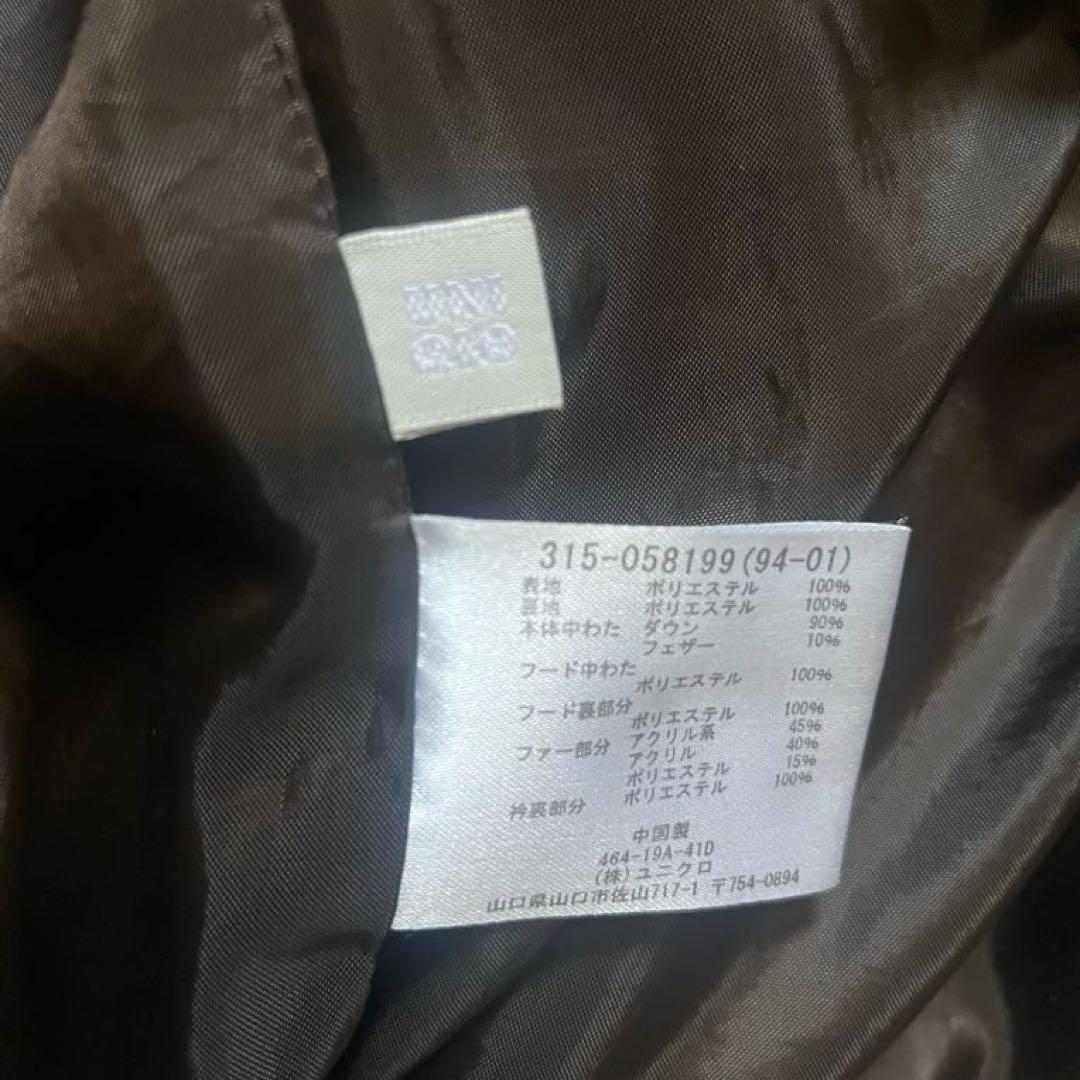 UNI
QLO
315-058199(94-01)
表地 ポリエステル 100%
裏地 ポリエステル 100%
本体中わた ダウン 90%
フェザー 10%
フード中わた
ポリエステル 100%
フード裏部分
ポリエステル 100%
ファー部分 アクリル系 45%
アクリル 40%
ポリエステル 15%
衿裏部分 ポリエステル 100%
中国製
464-19A-41D
(株)ユニクロ
山口県山口市佐山717-1 〒754-0894